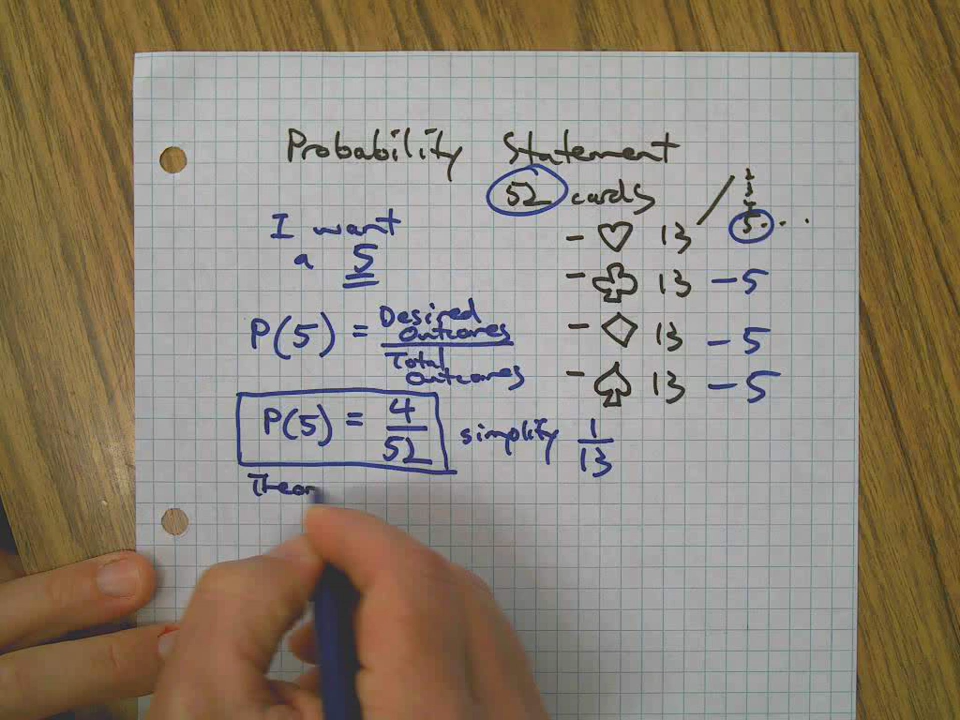 Probability Statement
52 cards
I want
a 5
- ♡ 13 5...
- ♧ 13 - 5
- ♢ 13 - 5
- ♤ 13 - 5
P(5) = Desired Outcomes
Total Outcomes
P(5) = 4/52
simplify 1/13
Theor